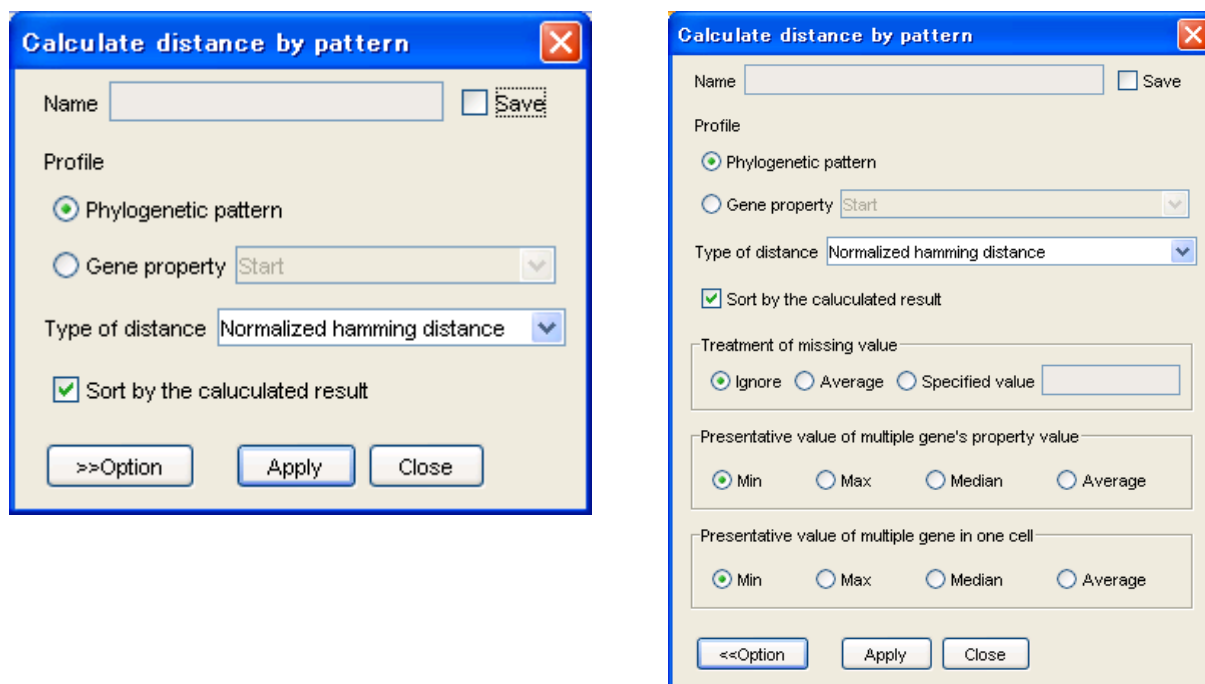 Calculate distance by pattern
Name Save
Profile
Phylogenetic pattern
Gene property Start
Type of distance Normalized hamming distance
Sort by the caluculated result
>>Option Apply Close
Calculate distance by pattern
Name Save
Profile
Phylogenetic pattern
Gene property Start
Type of distance Normalized hamming distance
Sort by the caluculated result
Treatment of missing value
Ignore Average Specified value
Presentative value of multiple gene's property value
Min Max Median Average
Presentative value of multiple gene in one cell
Min Max Median Average
<<Option Apply Close